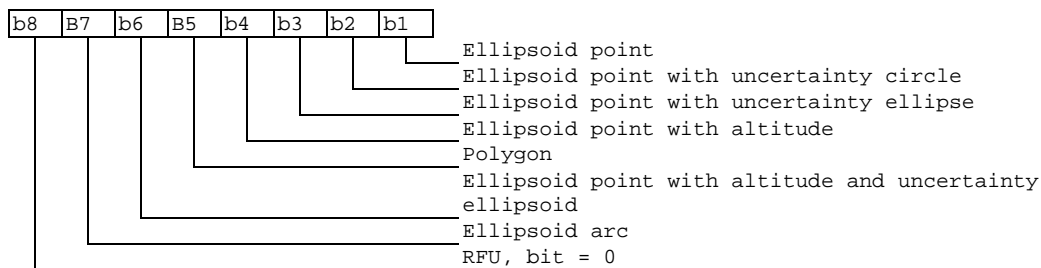 b8 B7 b6 B5 b4 b3 b2 b1
Ellipsoid point
Ellipsoid point with uncertainty circle
Ellipsoid point with uncertainty ellipse
Ellipsoid point with altitude
Polygon
Ellipsoid point with altitude and uncertainty
ellipsoid
Ellipsoid arc
RFU, bit = 0